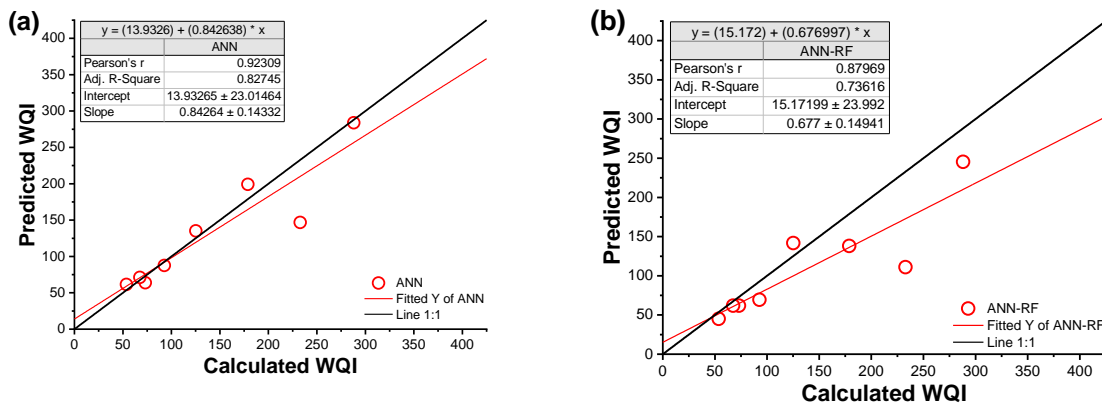 (a)
y = (13.9326) + (0.842638) * x
ANN
Pearson's r 0.92309
Adj. R-Square 0.82745
Intercept 13.93265 ± 23.01464
Slope 0.84264 ± 0.14332
Predicted WQI
400
350
300
250
200
150
100
50
0
ANN
Fitted Y of ANN
Line 1:1
0 50 100 150 200 250 300 350 400
Calculated WQI
(b)
y = (15.172) + (0.676997) * x
ANN-RF
Pearson's r 0.87969
Adj. R-Square 0.73616
Intercept 15.17199 ± 23.992
Slope 0.677 ± 0.14941
Predicted WQI
400
350
300
250
200
150
100
50
0
ANN-RF
Fitted Y of ANN-RF
Line 1:1
0 50 100 150 200 250 300 350 400
Calculated WQI